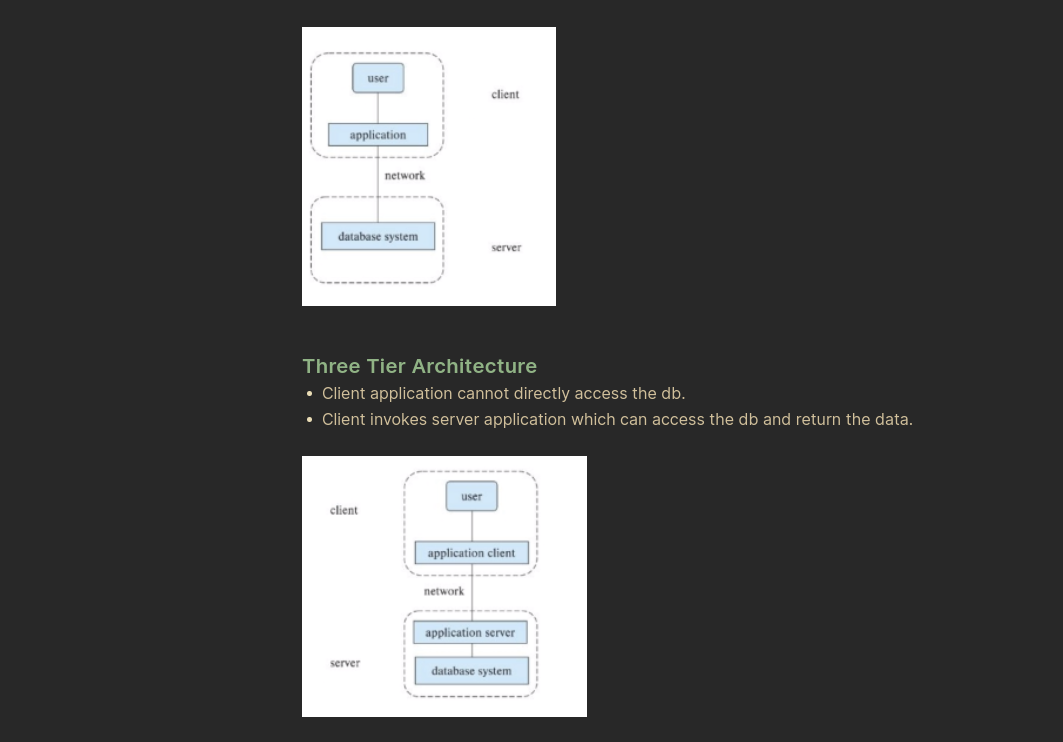 user
client
application
network
database system
server
Three Tier Architecture
• Client application cannot directly access the db.
• Client invokes server application which can access the db and return the data.
user
client
application client
network
application server
server
database system